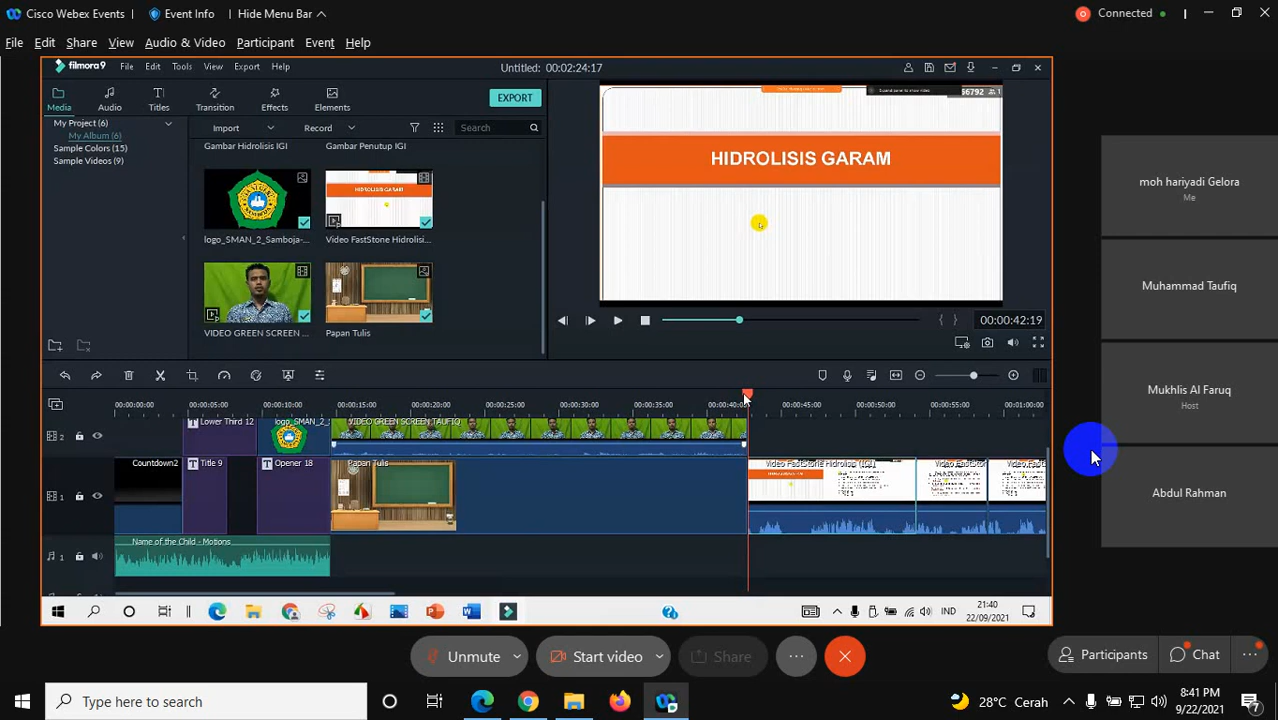 Cisco Webex Events Event Info Hide Menu Bar Connected
File Edit Share View Audio & Video Participant Event Help
filmora9 File Edit Tools View Export Help Untitled: 00:02:24:17
Media Audio Titles Transition Effects Elements EXPORT
My Project (6)
My Album (6)
Sample Colors (15)
Sample Videos (9)
Import Record Search
Gambar Hidrolisis IGI Gambar Penutup IGI
logo_SMAN_2_Samboja-... Video FastStone Hidrolisi...
VIDEO GREEN SCREEN ... Papan Tulis
HIDROLISIS GARAM
00:00:42:19
00:00:00:00 00:00:05:00 00:00:10:00 00:00:15:00 00:00:20:00 00:00:25:00 00:00:30:00 00:00:35:00 00:00:40:0 00:00:45:00 00:00:50:00 00:00:55:00 00:01:00:00
2 Lower Third 12 logo_SMAN_2 VIDEO GREEN SCREEN TAUFIQ
1 Countdown2 Title 9 Opener 18 Papan Tulis
1 Name of the Child - Motions
IND 21:40
22/09/2021
moh hariyadi Gelora
Me
Muhammad Taufiq
Mukhlis Al Faruq
Host
Abdul Rahman
Unmute Start video Share Participants Chat
Type here to search 28°C Cerah 8:41 PM
9/22/2021 7